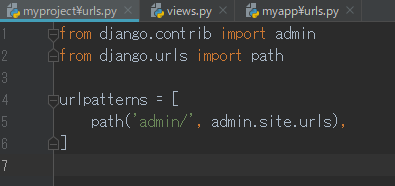 myproject¥urls.py views.py myapp¥urls.py
1 from django.contrib import admin
2 from django.urls import path
3
4 urlpatterns = [
5 path('admin/', admin.site.urls),
6 ]
7